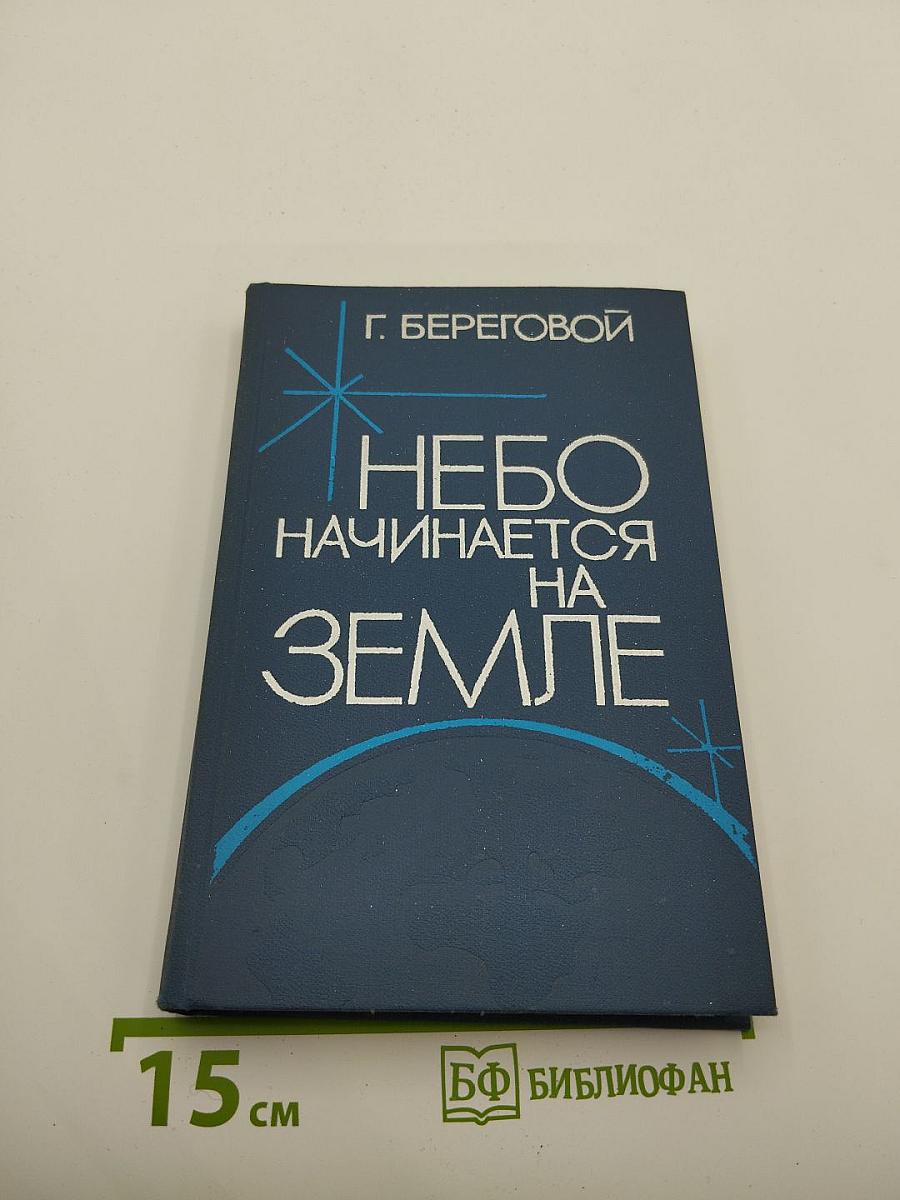 Г. БЕРЕГОВОЙ
НЕБО
НАЧИНАЕТСЯ
НА
ЗЕМЛЕ
15 см
БФ БИБЛИОФАН